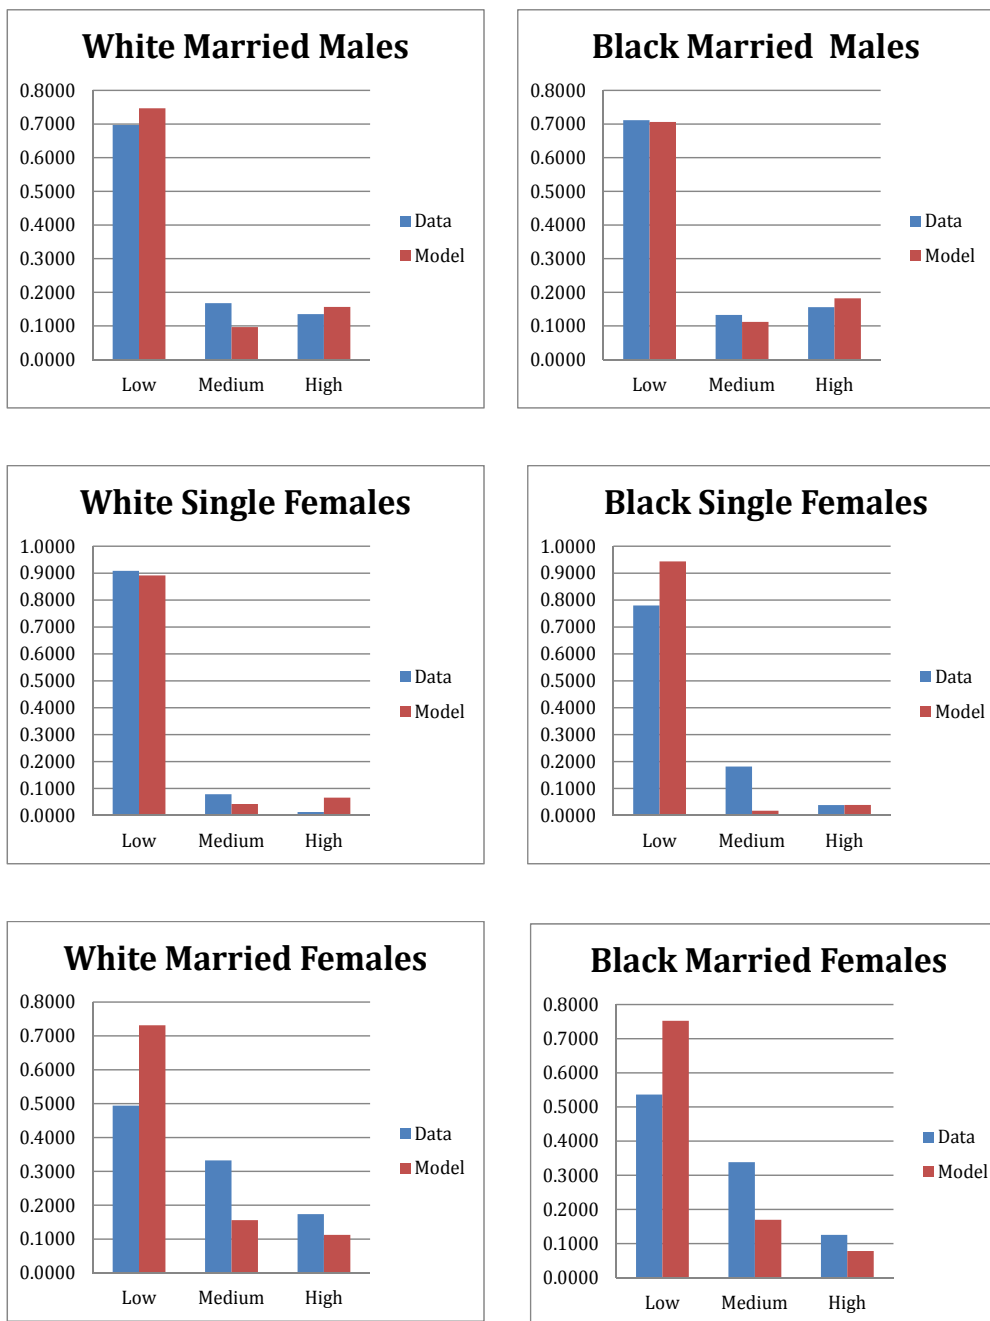 White Married Males
0.8000
0.7000
0.6000
0.5000
0.4000
0.3000
0.2000
0.1000
0.0000
Low Medium High
Data
Model
Black Married  Males
0.8000
0.7000
0.6000
0.5000
0.4000
0.3000
0.2000
0.1000
0.0000
Low Medium High
Data
Model
White Single Females
1.0000
0.9000
0.8000
0.7000
0.6000
0.5000
0.4000
0.3000
0.2000
0.1000
0.0000
Low Medium High
Data
Model
Black Single Females
1.0000
0.9000
0.8000
0.7000
0.6000
0.5000
0.4000
0.3000
0.2000
0.1000
0.0000
Low Medium High
Data
Model
White Married Females
0.8000
0.7000
0.6000
0.5000
0.4000
0.3000
0.2000
0.1000
0.0000
Low Medium High
Data
Model
Black Married Females
0.8000
0.7000
0.6000
0.5000
0.4000
0.3000
0.2000
0.1000
0.0000
Low Medium High
Data
Model